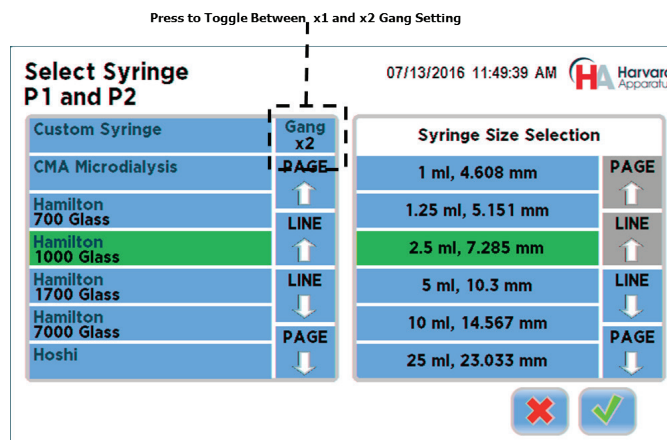 Press to Toggle Between x1 and x2 Gang Setting
Select Syringe
P1 and P2
07/13/2016 11:49:39 AM
HA
Harvard
Apparatu
Custom Syringe
CMA Microdialysis
Hamilton
700 Glass
Hamilton
1000 Glass
Hamilton
1700 Glass
Hamilton
7000 Glass
Hoshi
Gang
x2
PAGE
LINE
LINE
PAGE
Syringe Size Selection
1 ml, 4.608 mm
1.25 ml, 5.151 mm
2.5 ml, 7.285 mm
5 ml, 10.3 mm
10 ml, 14.567 mm
25 ml, 23.033 mm
PAGE
LINE
LINE
PAGE